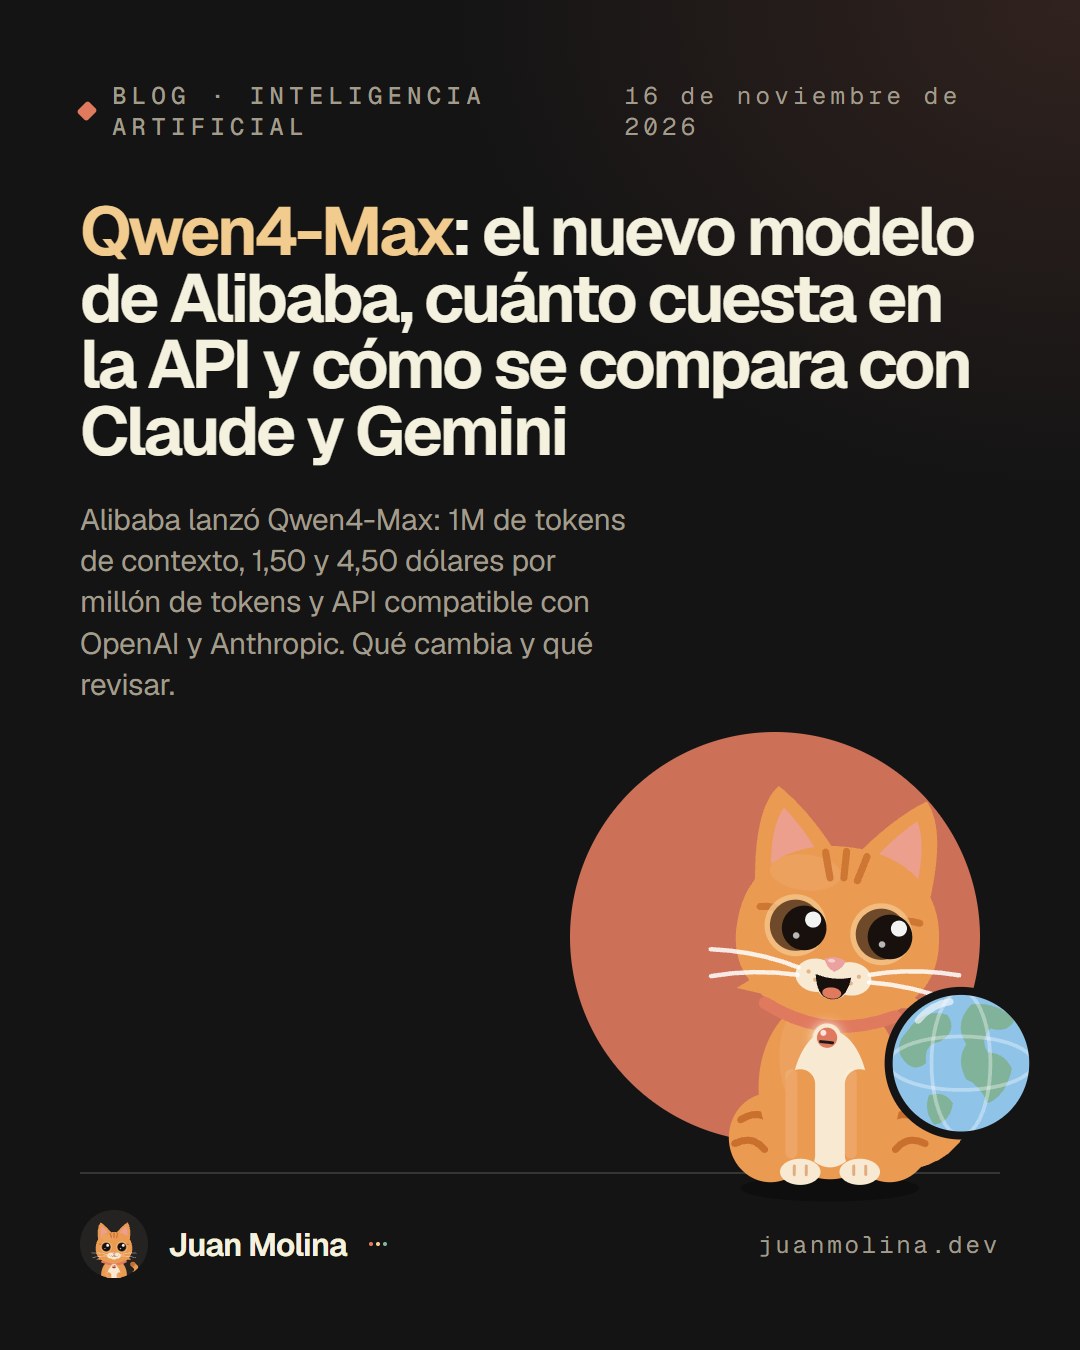 BLOG · INTELIGENCIA
ARTIFICIAL
16 de noviembre de
2026
Qwen4-Max: el nuevo modelo
de Alibaba, cuánto cuesta en
la API y cómo se compara con
Claude y Gemini
Alibaba lanzó Qwen4-Max: 1M de tokens
de contexto, 1,50 y 4,50 dólares por
millón de tokens y API compatible con
OpenAI y Anthropic. Qué cambia y qué
revisar.
Juan Molina
juanmolina.dev